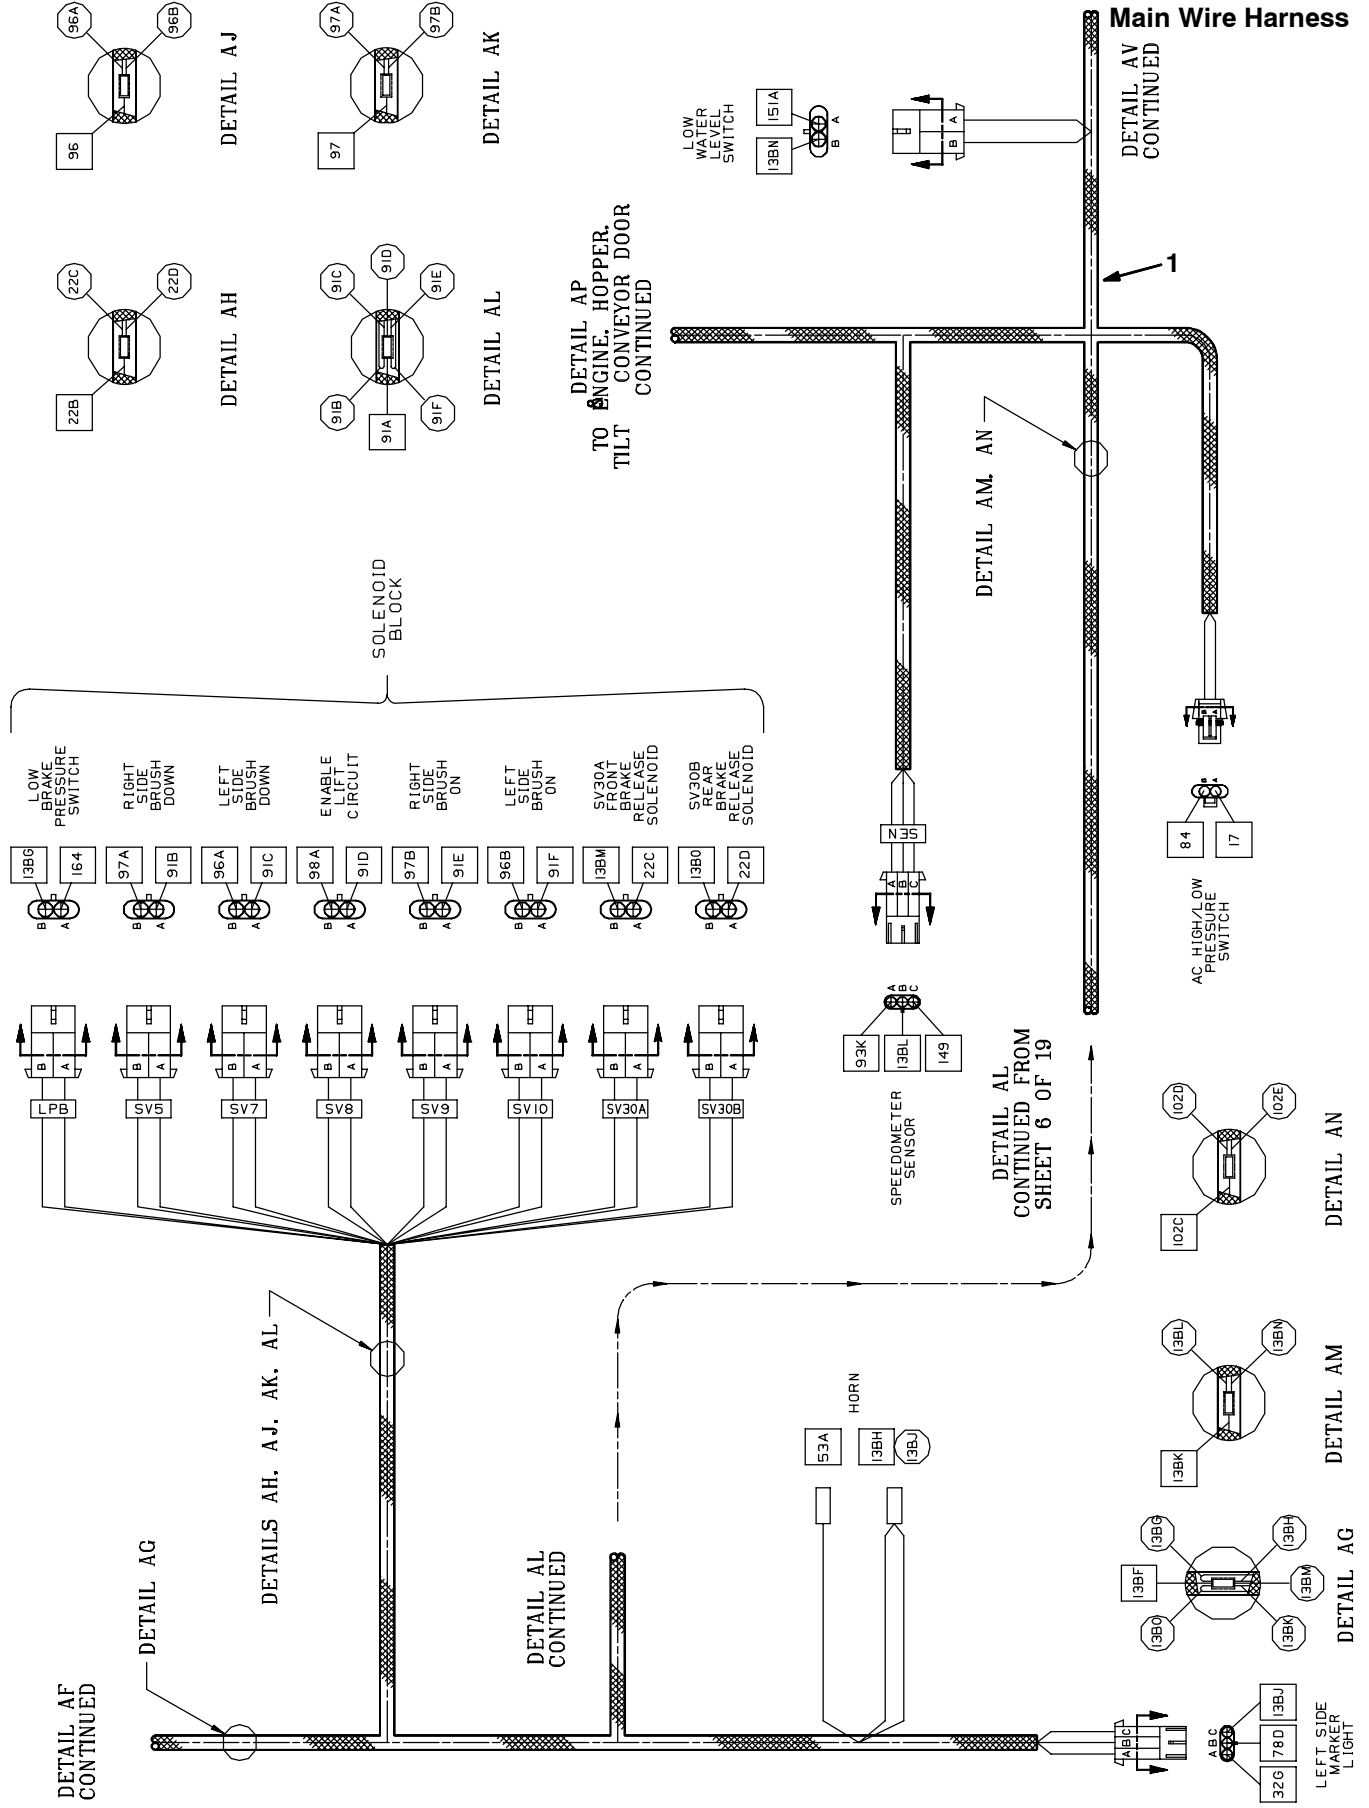 Main Wire Harness
96A
96B
96
DETAIL AJ
97A
97B
97
DETAIL AK
22C
22D
22B
DETAIL AH
91C
91D
91E
91B
91A
91F
DETAIL AL
LOW
WATER
LEVEL
SWITCH
151A
13BN
A
B
A
B
DETAIL AV
CONTINUED
DETAIL AP
TO ENGINE, HOPPER,
TILT & CONVEYOR DOOR
CONTINUED
1
DETAIL AM, AN
SOLENOID
BLOCK
LOW
BRAKE
PRESSURE
SWITCH
13BG
164
B
A
B
A
LPB
RIGHT
SIDE
BRUSH
DOWN
97A
91B
B
A
B
A
SV5
LEFT
SIDE
BRUSH
DOWN
96A
91C
B
A
B
A
SV7
ENABLE
LIFT
CIRCUIT
98A
91D
B
A
B
A
SV8
RIGHT
SIDE
BRUSH
ON
97B
91E
B
A
B
A
SV9
LEFT
SIDE
BRUSH
ON
96B
91F
B
A
B
A
SV10
SV30A
FRONT
BRAKE
RELEASE
SOLENOID
13BM
22C
B
A
B
A
SV30A
SV30B
REAR
BRAKE
RELEASE
SOLENOID
13BO
22D
B
A
B
A
SV30B
SEN
A
B
C
A
B
C
93K
13BL
149
SPEEDOMETER
SENSOR
B
A
B
A
84
17
AC HIGH/LOW
PRESSURE
SWITCH
DETAIL AL
CONTINUED FROM
SHEET 6 OF 19
102D
102E
102C
DETAIL AN
13BL
13BN
13BK
DETAIL AM
DETAILS AH, AJ, AK, AL
DETAIL AG
DETAIL AF
CONTINUED
DETAIL AL
CONTINUED
HORN
53A
13BH
13BJ
13BG
13BH
13BF
13BM
13BO
13BK
DETAIL AG
A
B
C
A
B
C
13BJ
78D
32G
LEFT SIDE
MARKER
LIGHT